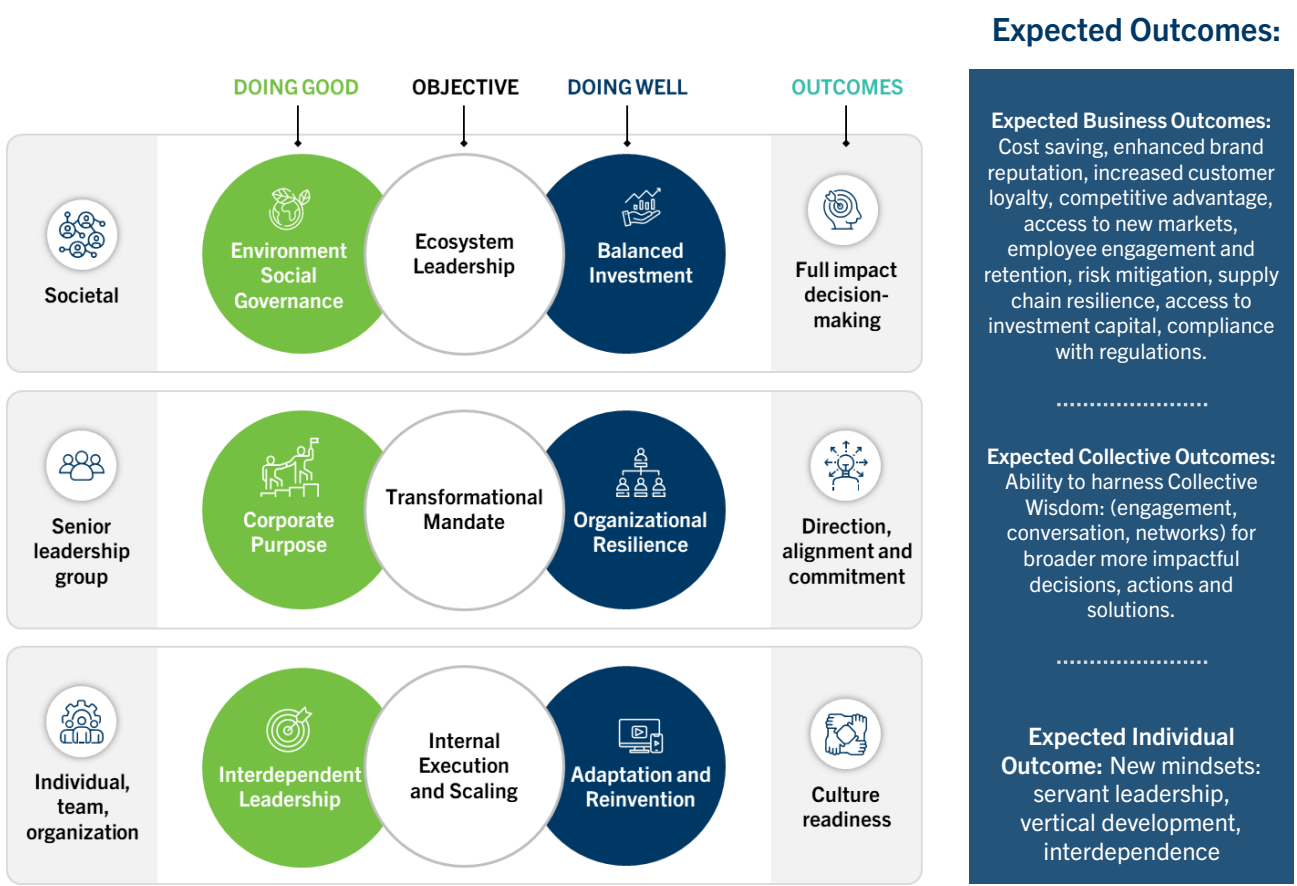 Expected Outcomes:
DOING GOOD
OBJECTIVE
DOING WELL
OUTCOMES
Societal
Environment
Social
Governance
Ecosystem
Leadership
Balanced
Investment
Full impact
decision-
making
Senior
leadership
group
Corporate
Purpose
Transformational
Mandate
Organizational
Resilience
Direction,
alignment and
commitment
Individual,
team,
organization
Interdependent
Leadership
Internal
Execution
and Scaling
Adaptation and
Reinvention
Culture
readiness
Expected Business Outcomes:
Cost saving, enhanced brand
reputation, increased customer
loyalty, competitive advantage,
access to new markets,
employee engagement and
retention, risk mitigation, supply
chain resilience, access to
investment capital, compliance
with regulations.
Expected Collective Outcomes:
Ability to harness Collective
Wisdom: (engagement,
conversation, networks) for
broader more impactful
decisions, actions and
solutions.
Expected Individual
Outcome: New mindsets:
servant leadership,
vertical development,
interdependence